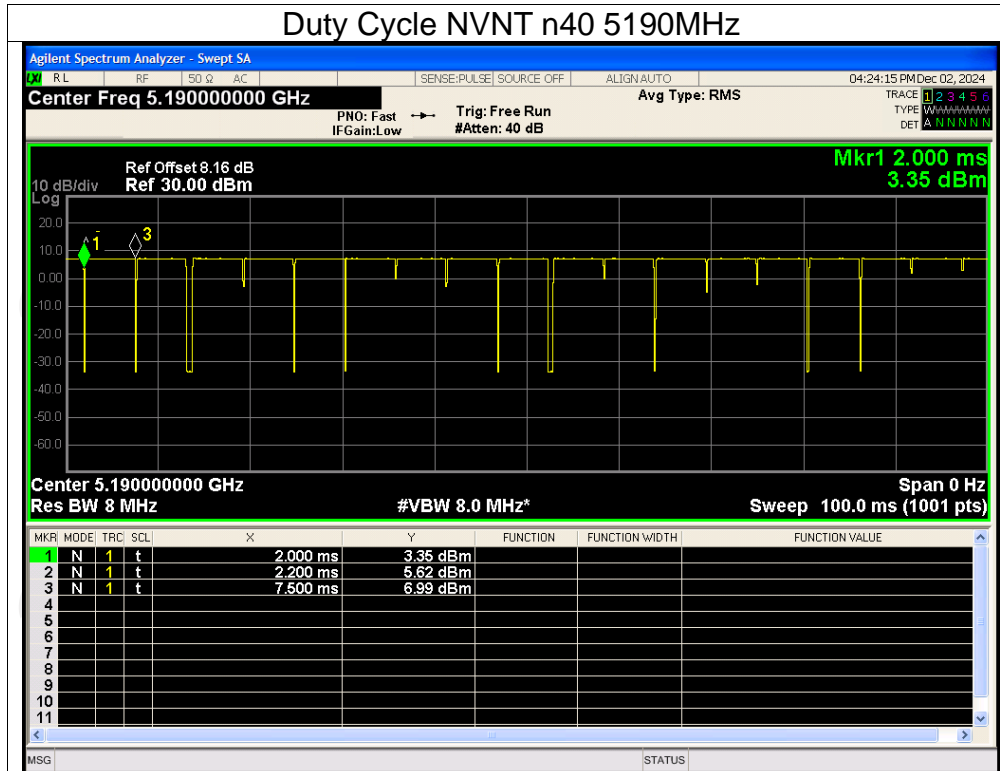 Duty Cycle NVNT n40 5190MHz
Agilent Spectrum Analyzer - Swept SA
LXI RL RF 50 Ω AC SENSE:PULSE SOURCE OFF ALIGN AUTO 04:24:15 PM Dec 02, 2024
Center Freq 5.190000000 GHz
PNO: Fast
IFGain:Low
Trig: Free Run
#Atten: 40 dB
Avg Type: RMS
TRACE 1 2 3 4 5 6
TYPE W
DET A N N N N N
Mkr1 2.000 ms
3.35 dBm
Ref Offset 8.16 dB
10 dB/div Ref 30.00 dBm
Log
20.0
10.0
0.00
-10.0
-20.0
-30.0
-40.0
-50.0
-60.0
1
3
Center 5.190000000 GHz Span 0 Hz
Res BW 8 MHz #VBW 8.0 MHz* Sweep 100.0 ms (1001 pts)
MKR MODE TRC SCL X Y FUNCTION FUNCTION WIDTH FUNCTION VALUE
1 N 1 t 2.000 ms 3.35 dBm
2 N 1 t 2.200 ms 5.62 dBm
3 N 1 t 7.500 ms 6.99 dBm
4
5
6
7
8
9
10
11
MSG STATUS